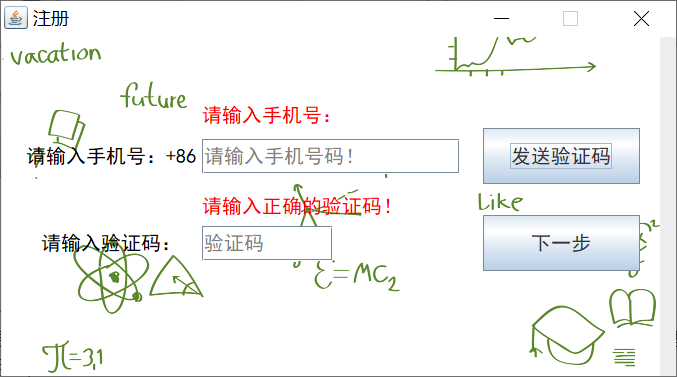 注册
vacation
future
请输入手机号：
请输入手机号：+86
请输入手机号码！
发送验证码
请输入正确的验证码！
Like
请输入验证码：
验证码
下一步
Ɛ=MC2
π=3,1